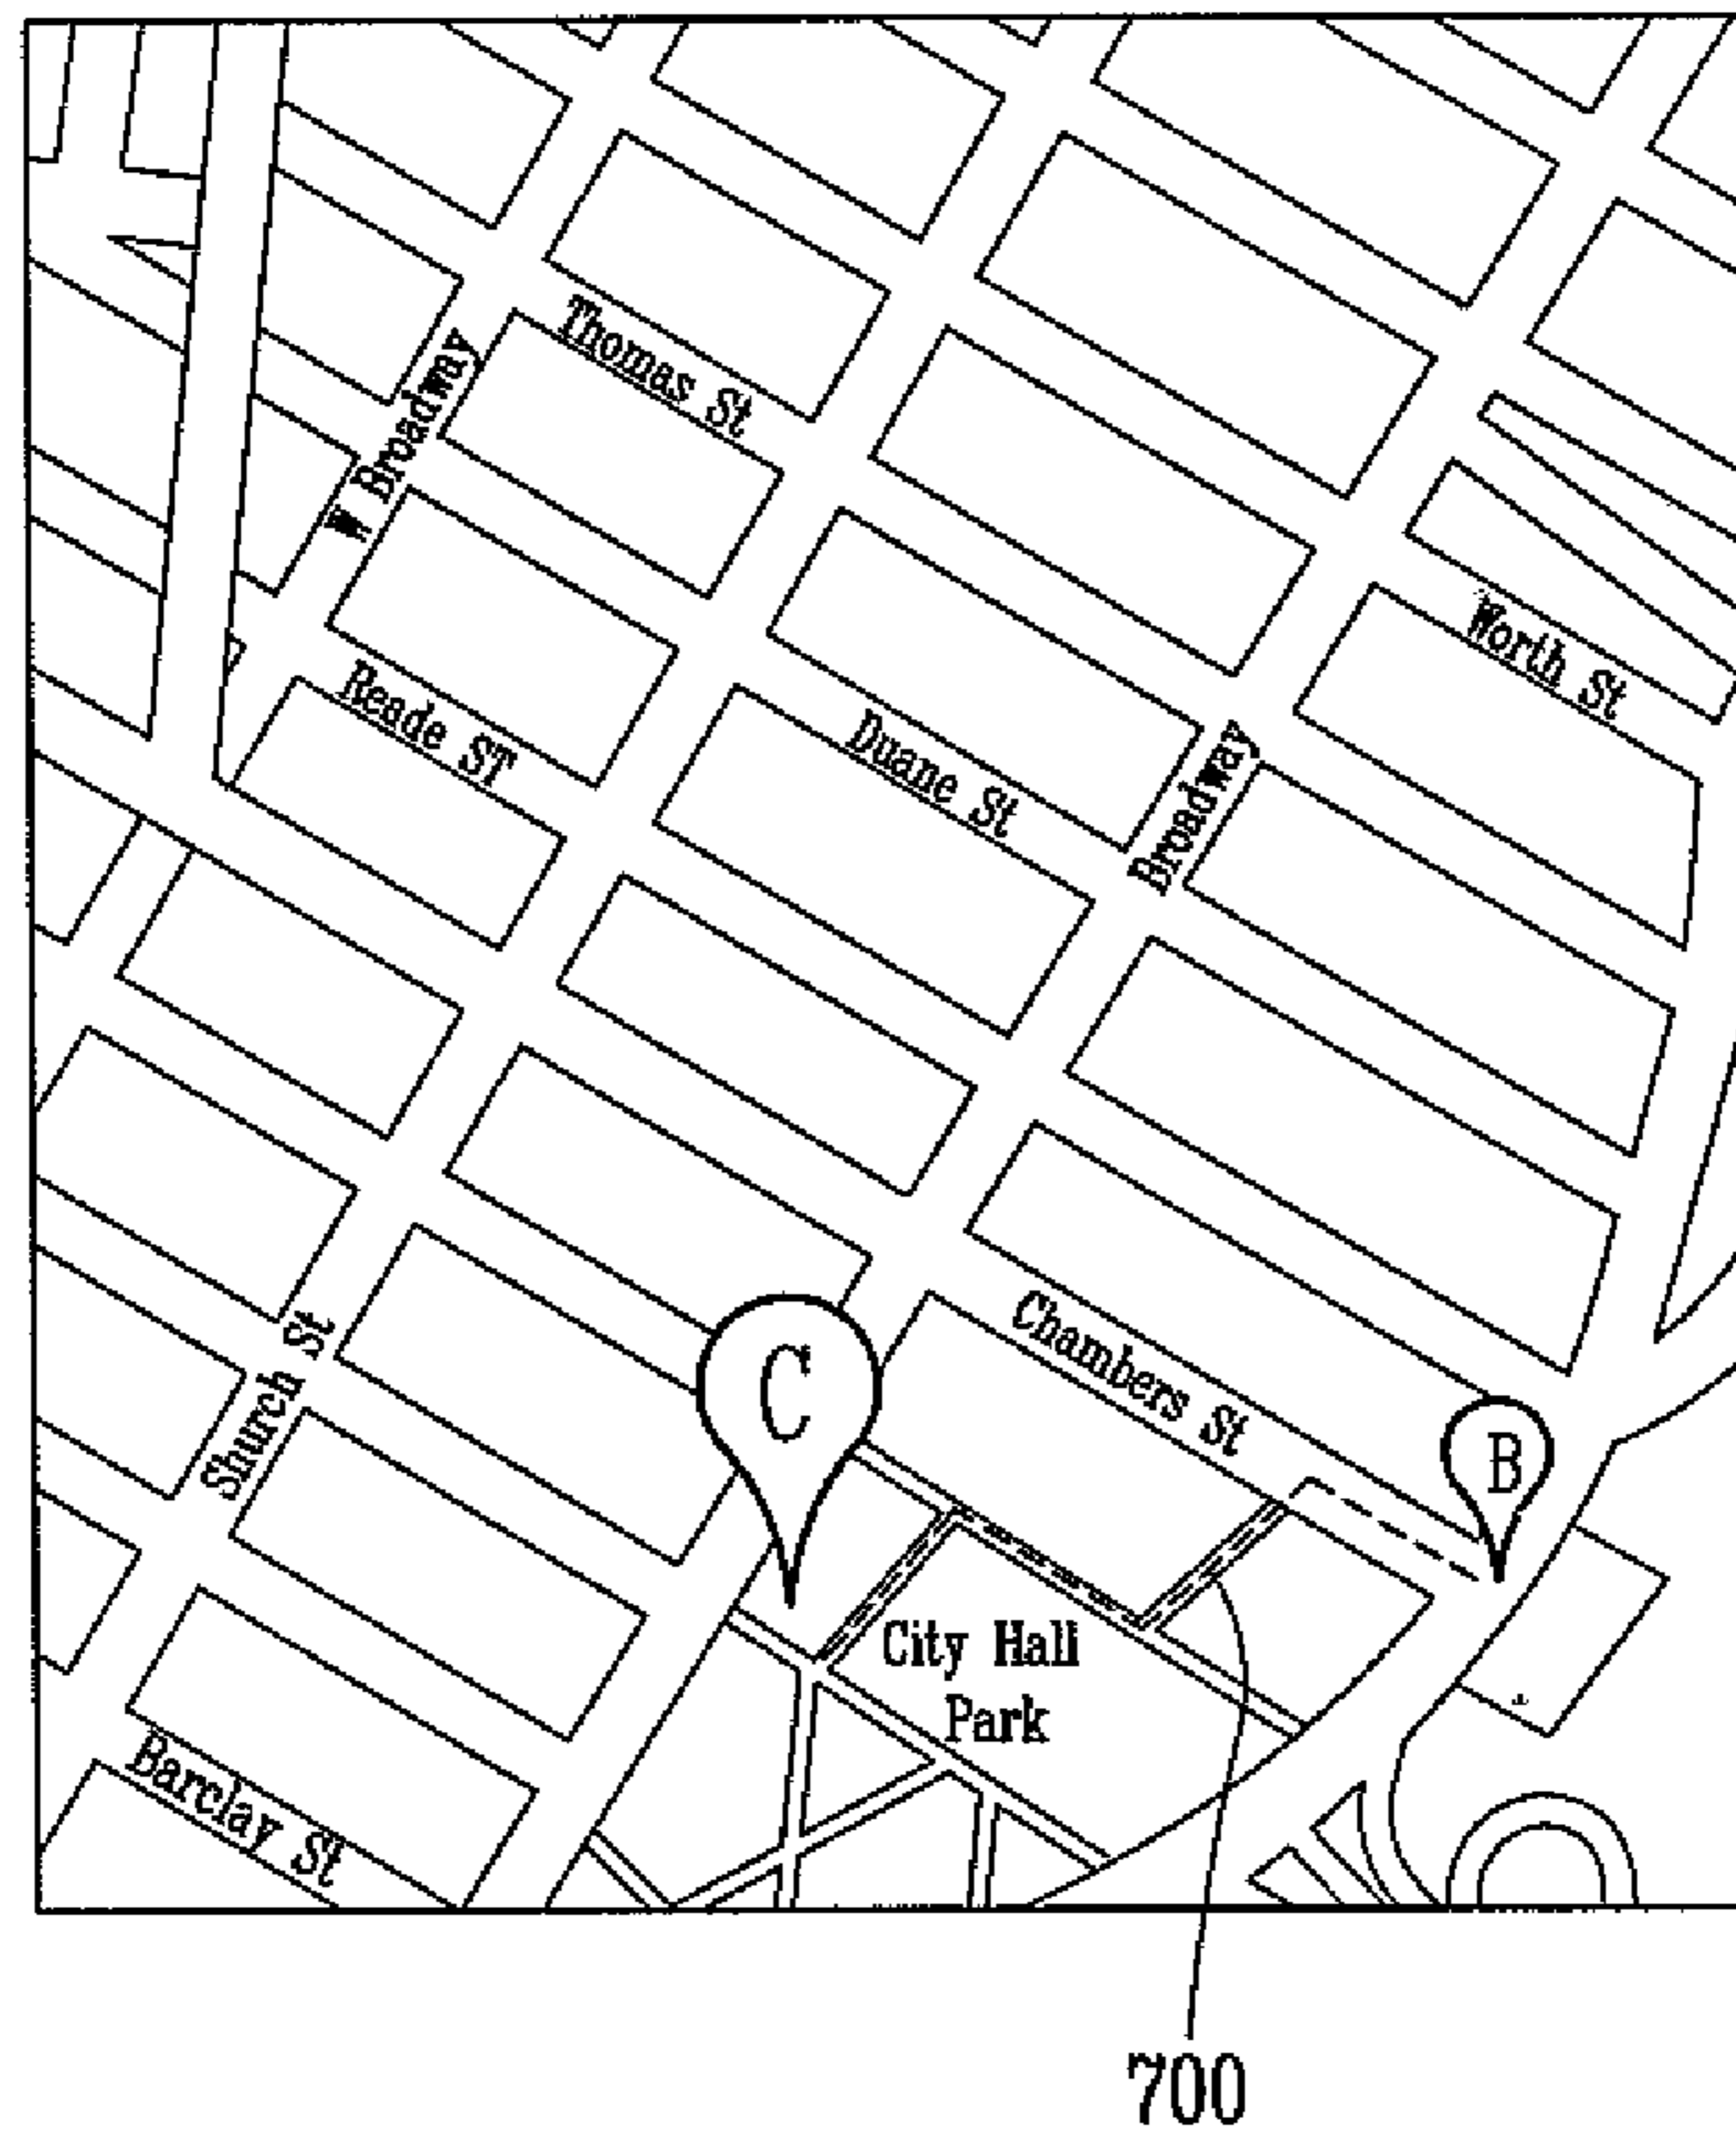 Thomas St
W Broadway
Worth St
Reade ST
Duane St
Broadway
Chambers St
Shurch St
C
B
City Hall
Park
Barclay St
700